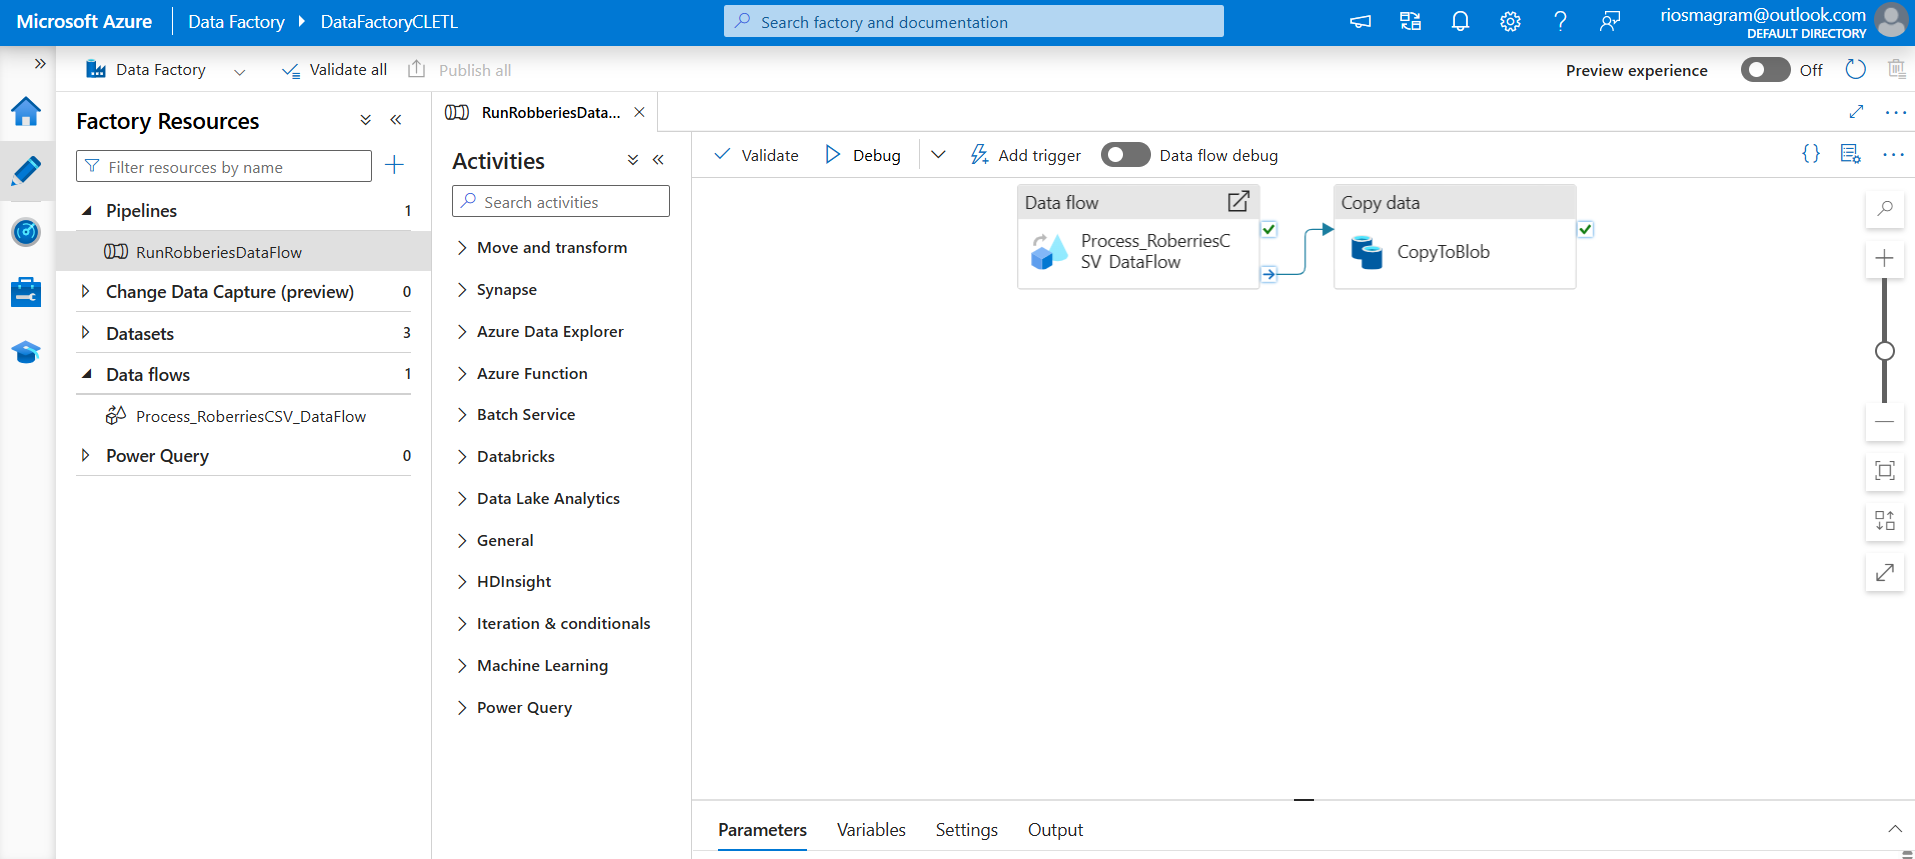 Microsoft Azure
Data Factory
DataFactoryCLETL
Search factory and documentation
riosmagram@outlook.com
DEFAULT DIRECTORY
Data Factory
Validate all
Publish all
Preview experience
Off
Factory Resources
Filter resources by name
Pipelines 1
RunRobberiesDataFlow
Change Data Capture (preview) 0
Datasets 3
Data flows 1
Process_RoberriesCSV_DataFlow
Power Query 0
RunRobberiesData...
Activities
Search activities
Move and transform
Synapse
Azure Data Explorer
Azure Function
Batch Service
Databricks
Data Lake Analytics
General
HDInsight
Iteration & conditionals
Machine Learning
Power Query
Validate
Debug
Add trigger
Data flow debug
Data flow
Process_RoberriesC
SV_DataFlow
Copy data
CopyToBlob
Parameters
Variables
Settings
Output